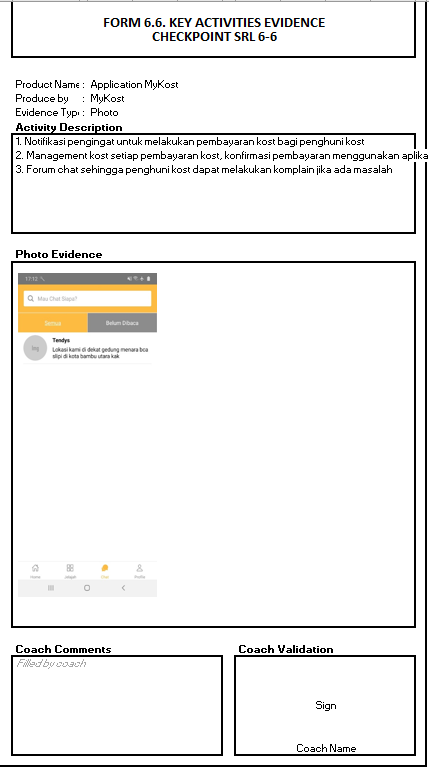 FORM 6.6. KEY ACTIVITIES EVIDENCE
CHECKPOINT SRL 6-6
Product Name : Application MyKost
Produce by : MyKost
Evidence Type : Photo
Activity Description
1. Notifikasi pengingat untuk melakukan pembayaran kost bagi penghuni kost
2. Management kost setiap pembayaran kost, konfirmasi pembayaran menggunakan aplika
3. Forum chat sehingga penghuni kost dapat melakukan komplain jika ada masalah
Photo Evidence
17:12
Mau Chat Siapa?
Semua Belum Dibaca
Img
Tendys
Lokasi kami di dekat gedung menara bca
slipi di kota bambu utara kak
Home Jelajah Chat Profile
Coach Comments Coach Validation
Filled by coach
Sign
Coach Name